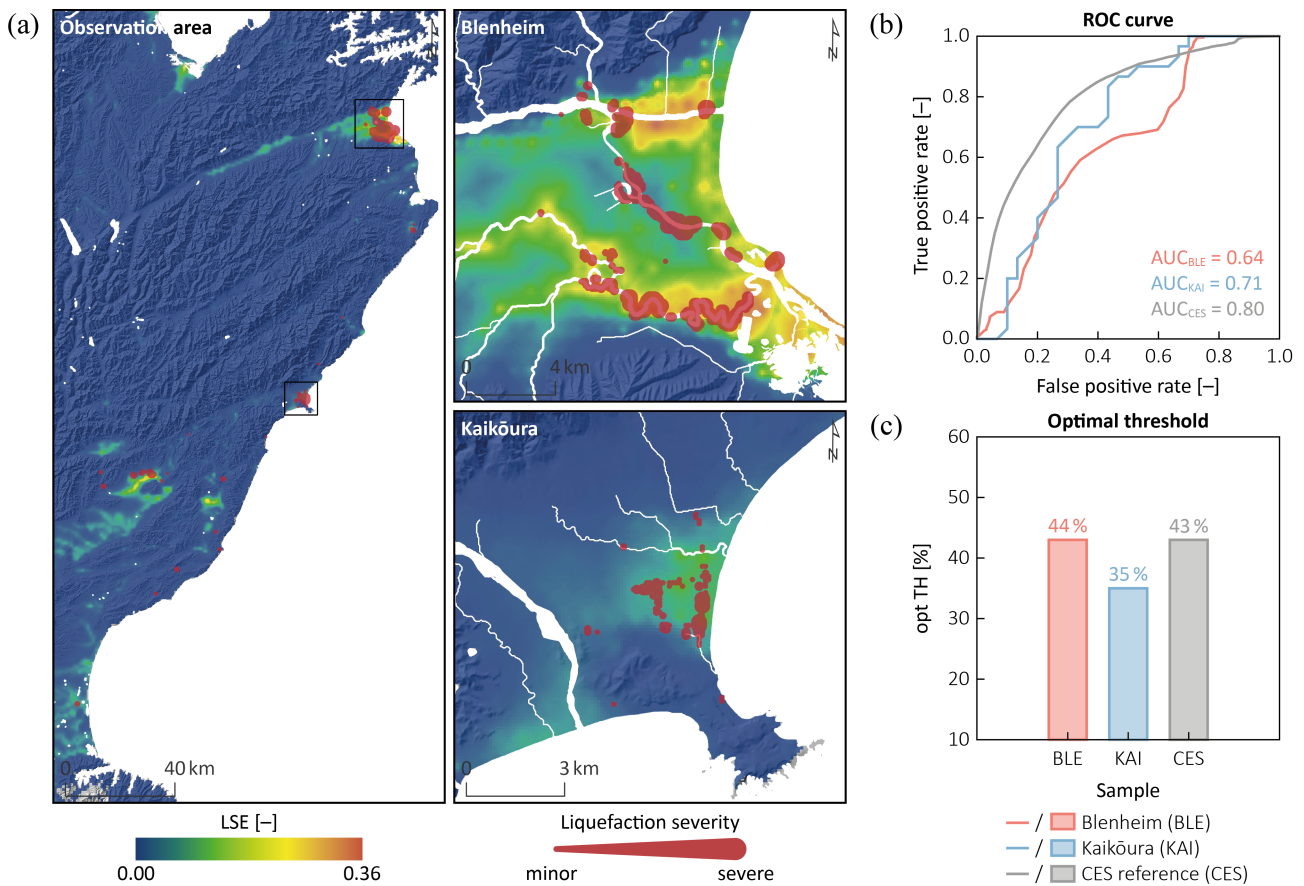 (a)
Observation area
N
0
40 km
Blenheim
N
0
4 km
Kaikōura
N
0
3 km
LSE [–]
0.00
0.36
Liquefaction severity
minor
severe
(b)
ROC curve
True positive rate [–]
1.0
0.8
0.6
0.4
0.2
0.0
AUCBLE = 0.64
AUCKAI = 0.71
AUCCES = 0.80
0.0 0.2 0.4 0.6 0.8 1.0
False positive rate [–]
(c)
Optimal threshold
opt TH [%]
60
50
40
30
20
10
44 %
35 %
43 %
BLE KAI CES
Sample
/ Blenheim (BLE)
/ Kaikōura (KAI)
/ CES reference (CES)